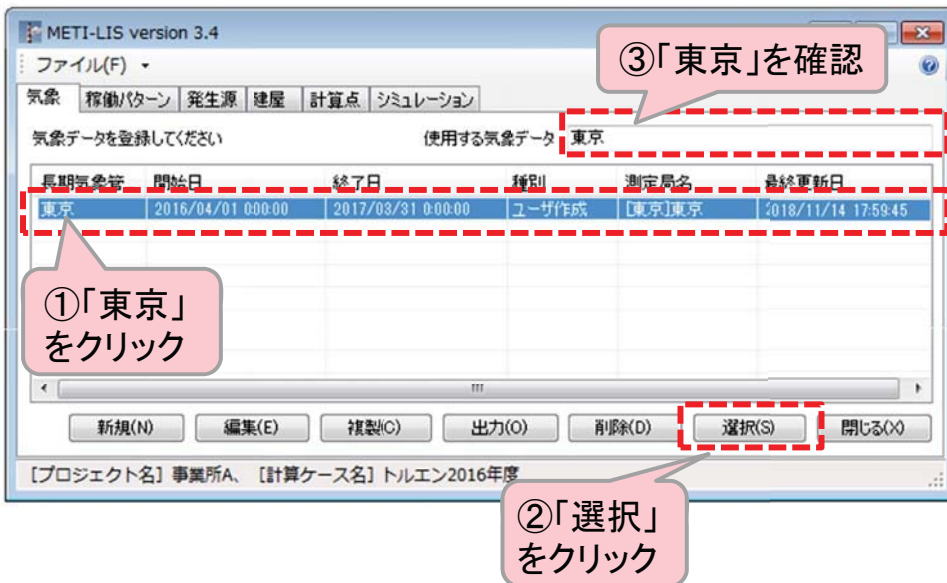 METI-LIS version 3.4
ファイル(F)
③「東京」を確認
気象 稼働パターン 発生源 建屋 計算点 シミュレーション
気象データを登録してください 使用する気象データ 東京
長期気象管 開始日 終了日 種別 測定局名 最終更新日
東京 2016/04/01 0:00:00 2017/03/31 0:00:00 ユーザ作成 [東京]東京 2018/11/14 17:59:45
①「東京」
をクリック
新規(N) 編集(E) 複製(C) 出力(O) 削除(D) 選択(S) 閉じる(X)
[プロジェクト名] 事業所A、 [計算ケース名] トルエン2016年度
②「選択」
をクリック